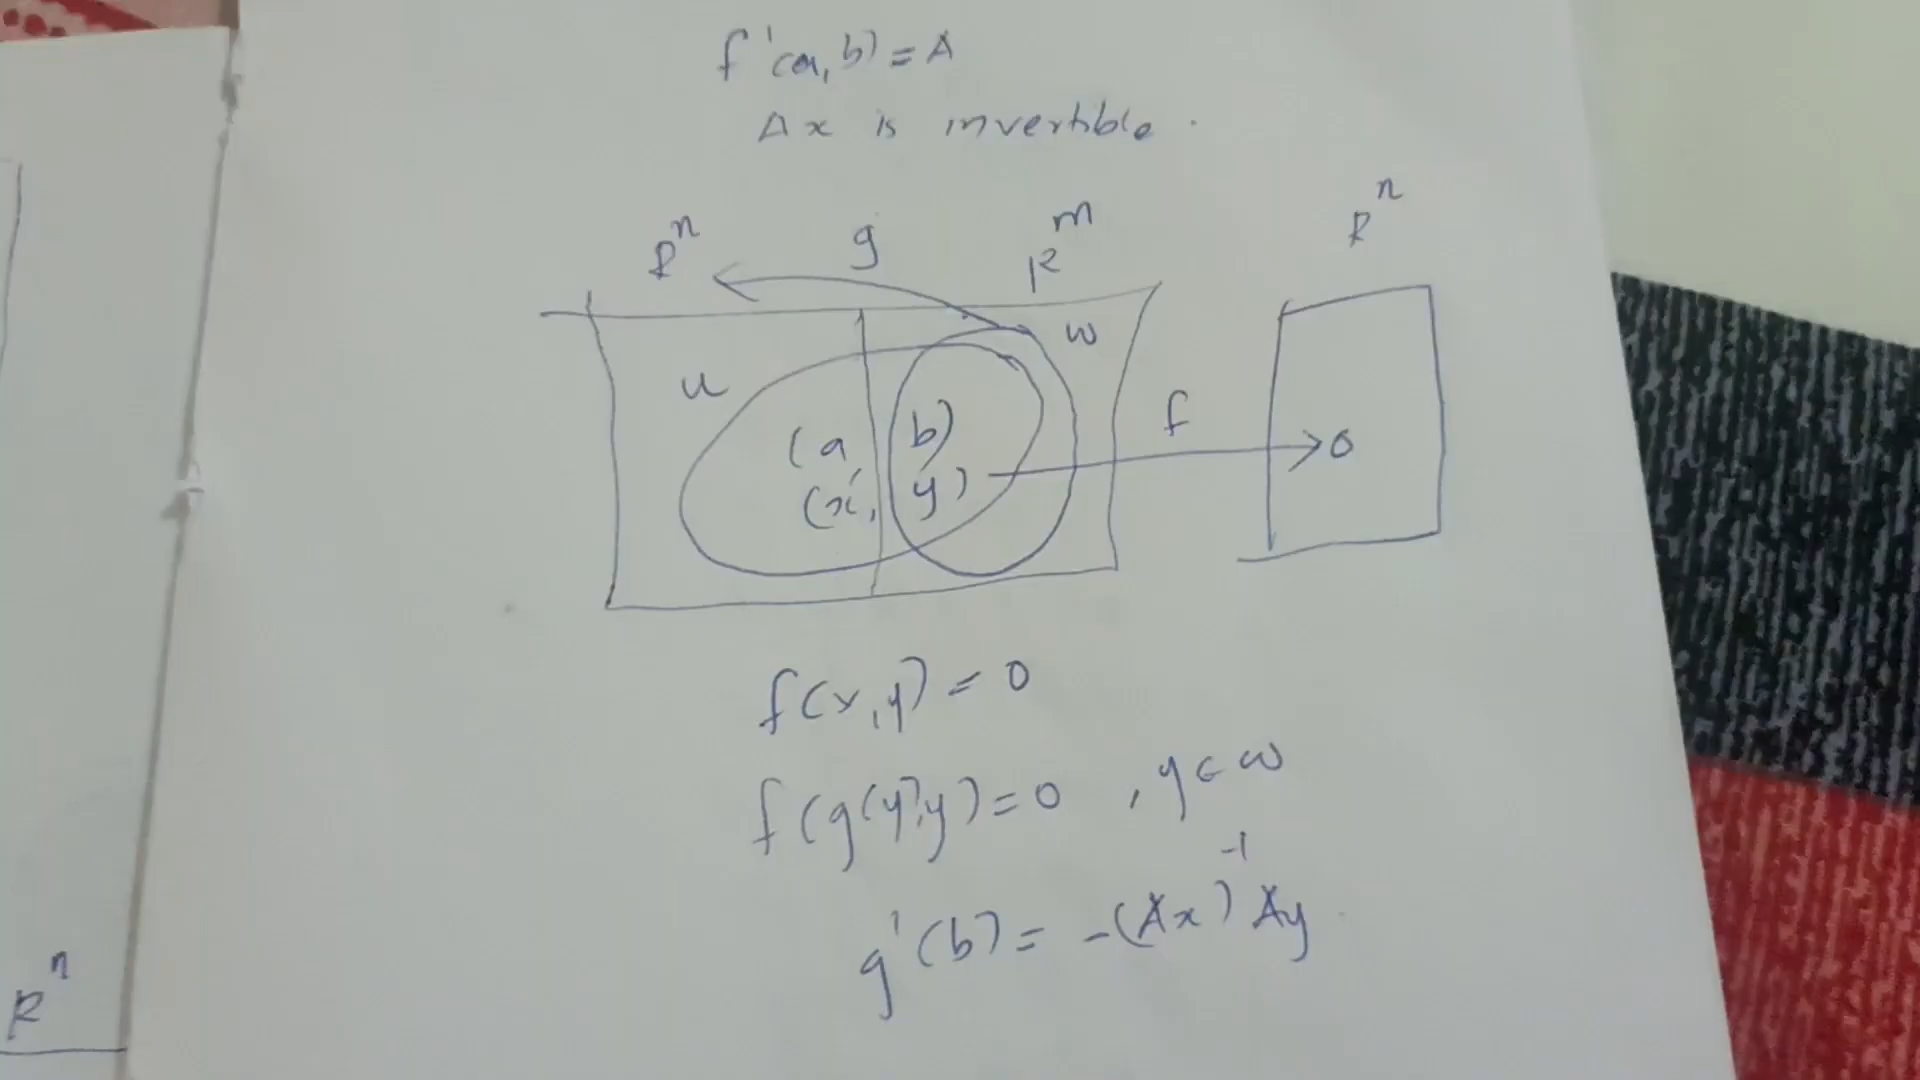 f'(a, b) = A
Ax is invertible.
R^n g R^m R^n
u w
(a b) f
(x, y) 0
f(x, y) = 0
f(g(y), y) = 0, y ∈ w
g'(b) = -(Ax)^-1 Ay.
R^n